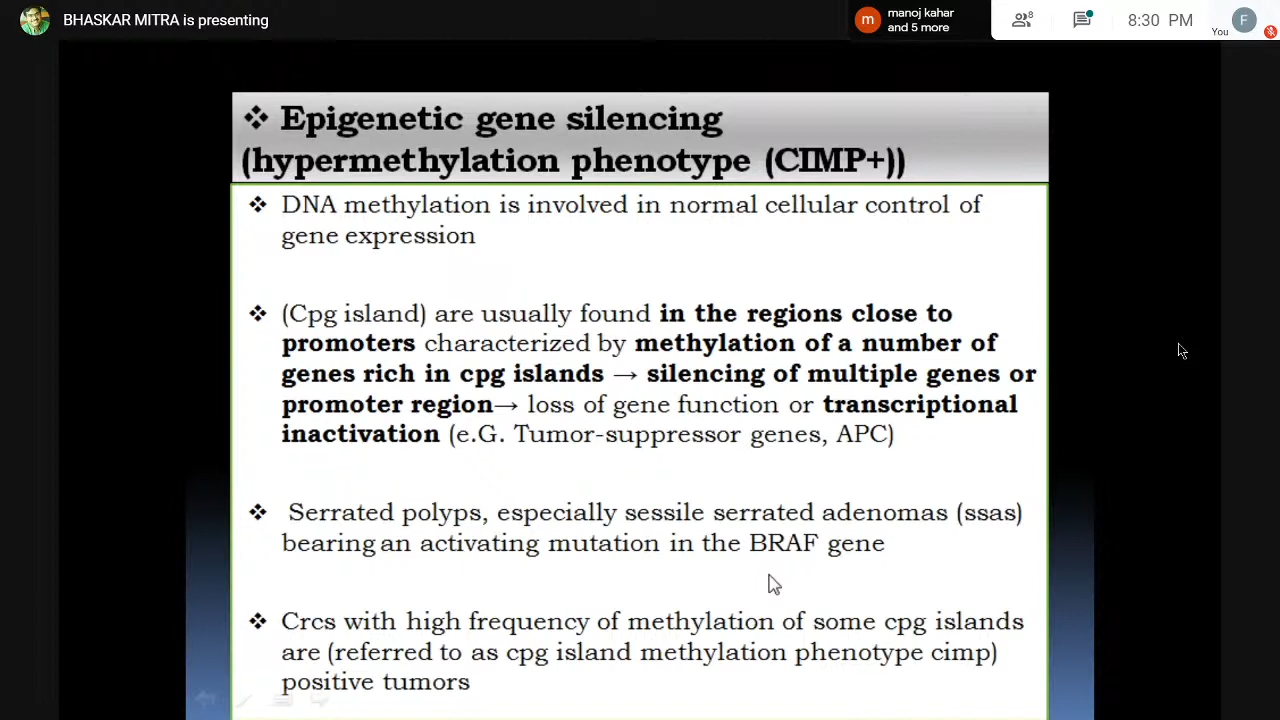 BHASKAR MITRA is presenting
m
manoj kahar
and 5 more
8
8:30 PM
You
F
❖ Epigenetic gene silencing
(hypermethylation phenotype (CIMP+))
❖ DNA methylation is involved in normal cellular control of
gene expression
❖ (Cpg island) are usually found in the regions close to
promoters characterized by methylation of a number of
genes rich in cpg islands → silencing of multiple genes or
promoter region→ loss of gene function or transcriptional
inactivation (e.G. Tumor-suppressor genes, APC)
❖ Serrated polyps, especially sessile serrated adenomas (ssas)
bearing an activating mutation in the BRAF gene
❖ Crcs with high frequency of methylation of some cpg islands
are (referred to as cpg island methylation phenotype cimp)
positive tumors